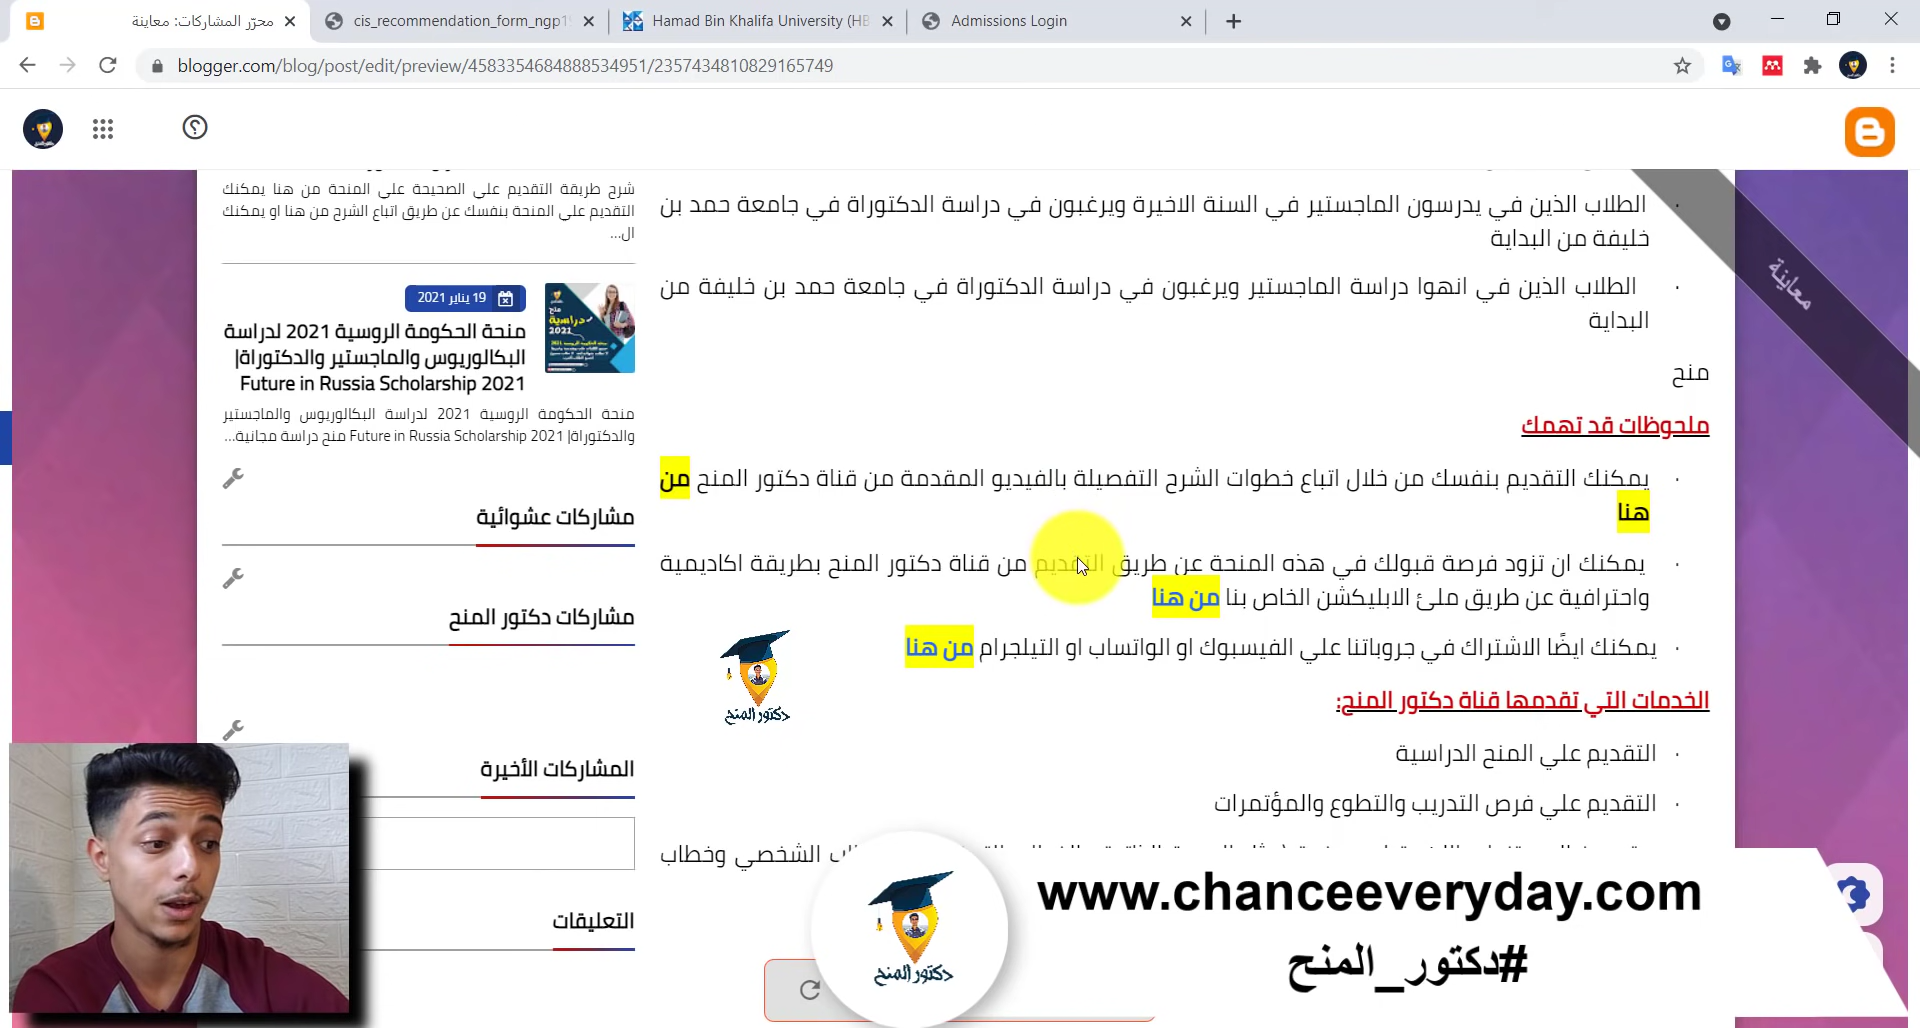 محرّر المشاركات: معاينة
cis_recommendation_form_ngp1
Hamad Bin Khalifa University (HB
Admissions Login
blogger.com/blog/post/edit/preview/4583354684888534951/2357434810829165749
معاينة
الطلاب الذين في يدرسون الماجستير في السنة الاخيرة ويرغبون في دراسة الدكتوراة في جامعة حمد بن
خليفة من البداية
الطلاب الذين في انهوا دراسة الماجستير ويرغبون في دراسة الدكتوراة في جامعة حمد بن خليفة من
البداية
منح
ملحوظات قد تهمك
يمكنك التقديم بنفسك من خلال اتباع خطوات الشرح التفصيلة بالفيديو المقدمة من قناة دكتور المنح من
هنا
يمكنك ان تزود فرصة قبولك في هذه المنحة عن طريق التقديم من قناة دكتور المنح بطريقة اكاديمية
واحترافية عن طريق ملئ الابليكشن الخاص بنا من هنا
يمكنك ايضًا الاشتراك في جروباتنا علي الفيسبوك او الواتساب او التيلجرام من هنا
دكتور المنح
الخدمات التي تقدمها قناة دكتور المنح:
التقديم علي المنح الدراسية
التقديم علي فرص التدريب والتطوع والمؤتمرات
الشخصي وخطاب
شرح طريقة التقديم علي الصحيحة علي المنحة من هنا يمكنك
التقديم علي المنحة بنفسك عن طريق اتباع الشرح من هنا او يمكنك
ال...
19 يناير 2021
منحة الحكومة الروسية 2021 لدراسة
البكالوريوس والماجستير والدكتوراة|
Future in Russia Scholarship 2021
دراسية
2021
منحة الحكومة الروسية 2021 لدراسة البكالوريوس والماجستير
والدكتوراة| Future in Russia Scholarship 2021 منح دراسة مجانية...
مشاركات عشوائية
مشاركات دكتور المنح
المشاركات الأخيرة
التعليقات
www.chanceeveryday.com
#دكتور_المنح
دكتور المنح